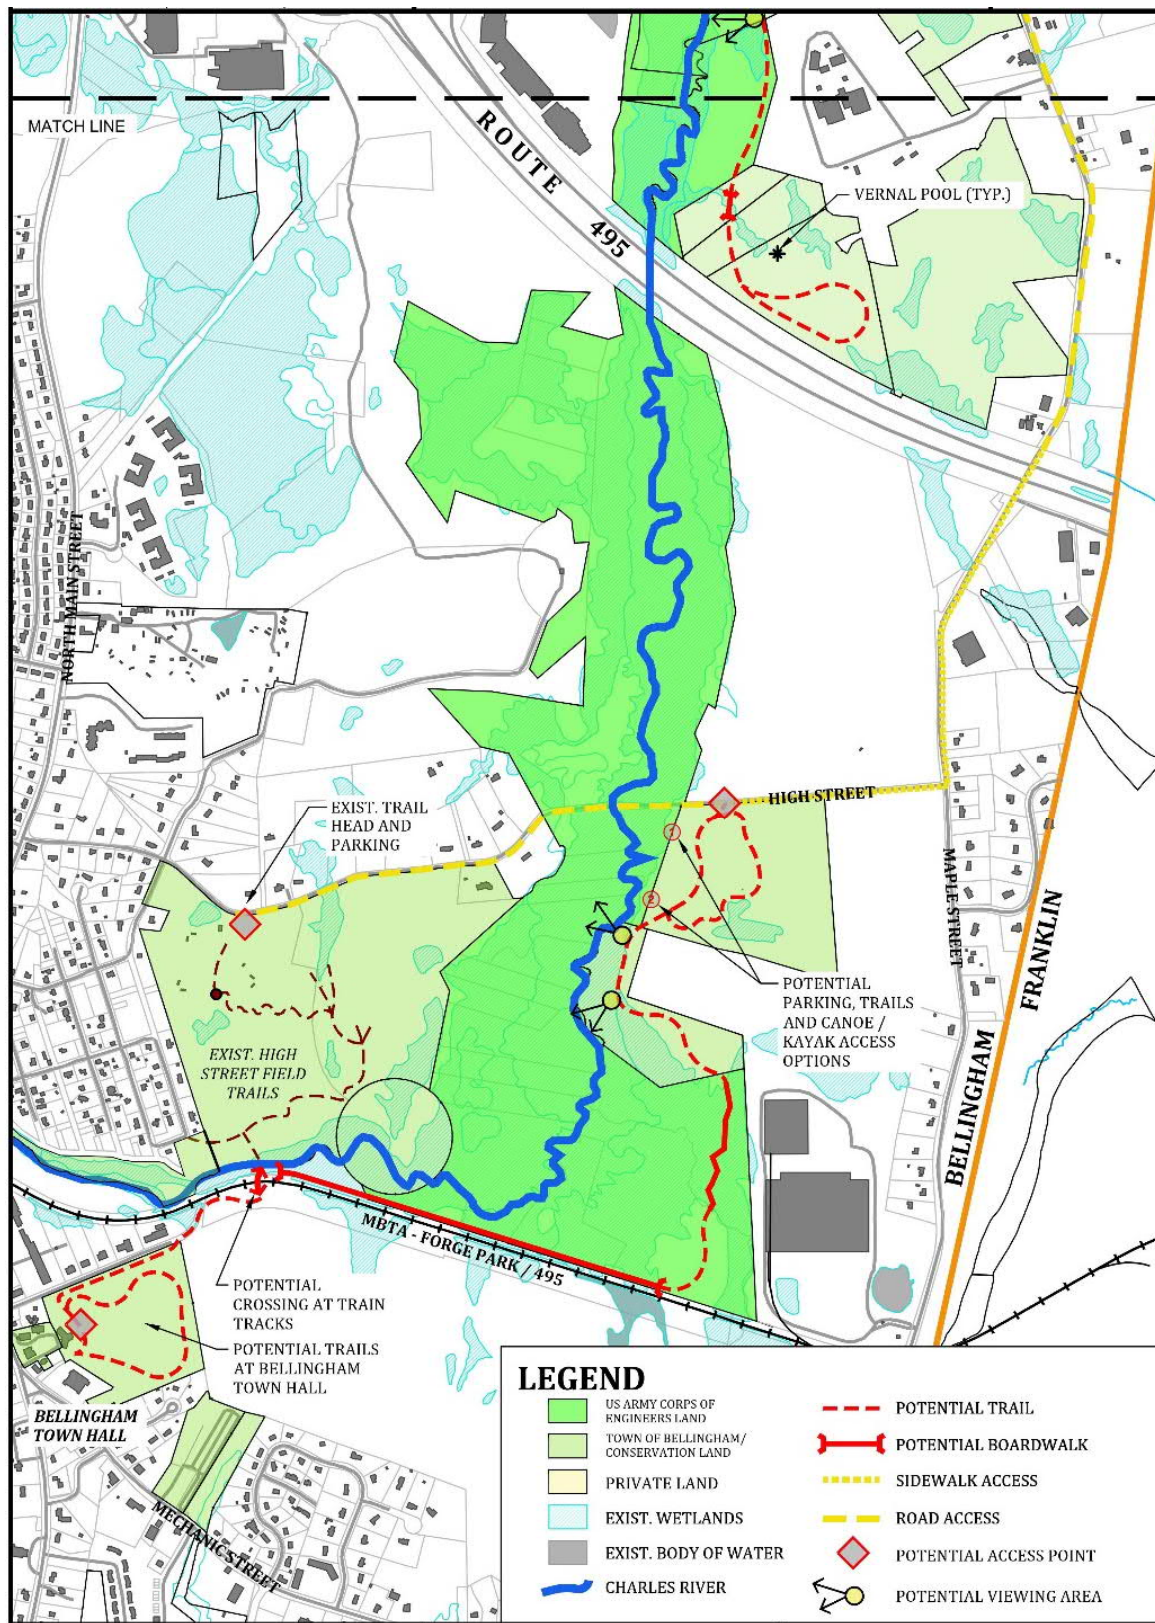 MATCH LINE
ROUTE
495
VERNAL POOL (TYP.)
NORTH MAIN STREET
EXIST. TRAIL
HEAD AND
PARKING
HIGH STREET
1
2
MAPLE STREET
FRANKLIN
BELLINGHAM
POTENTIAL
PARKING, TRAILS
AND CANOE /
KAYAK ACCESS
OPTIONS
EXIST. HIGH
STREET FIELD
TRAILS
MBTA - FORGE PARK / 495
POTENTIAL
CROSSING AT TRAIN
TRACKS
POTENTIAL TRAILS
AT BELLINGHAM
TOWN HALL
BELLINGHAM
TOWN HALL
MECHANIC STREET
LEGEND
US ARMY CORPS OF
ENGINEERS LAND
TOWN OF BELLINGHAM/
CONSERVATION LAND
PRIVATE LAND
EXIST. WETLANDS
EXIST. BODY OF WATER
CHARLES RIVER
POTENTIAL TRAIL
POTENTIAL BOARDWALK
SIDEWALK ACCESS
ROAD ACCESS
POTENTIAL ACCESS POINT
POTENTIAL VIEWING AREA